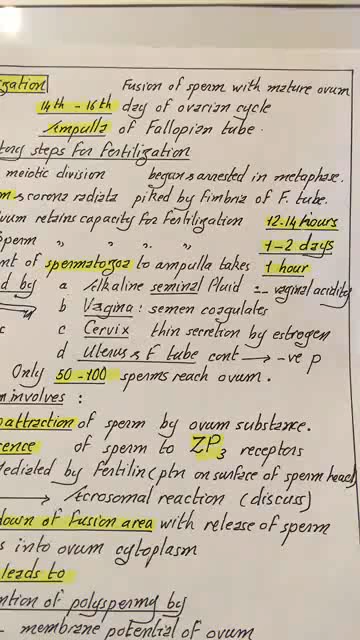 ization Fusion of sperm with mature ovum
14th - 16th day of ovarian cycle
Ampulla of Fallopian tube.
tory steps for fertilization
meiotic division began & arrested in metaphase.
m & corona radiata piked by fimbria of F. tube.
vum retains capacity for fertilization 12-14 hours
Sperm " " " " 1-2 days
nt of spermatozoa to ampulla takes 1 hour
d by a Alkaline seminal fluid vaginal acidity
b Vagina : semen coagulates
c Cervix thin secretion by estrogen
d Uterus & F tube cont → -ve p
Only 50-100 sperms reach ovum.
n involves :
attraction of sperm by ovum substance.
ence of sperm to ZP3 receptors
Mediated by fertilin (ptn on surface of sperm head)
→ Acrosomal reaction (discuss)
down of fusion area with release of sperm
s into ovum cytoplasm
leads to
ntion of polyspermy by
membrane potential of ovum